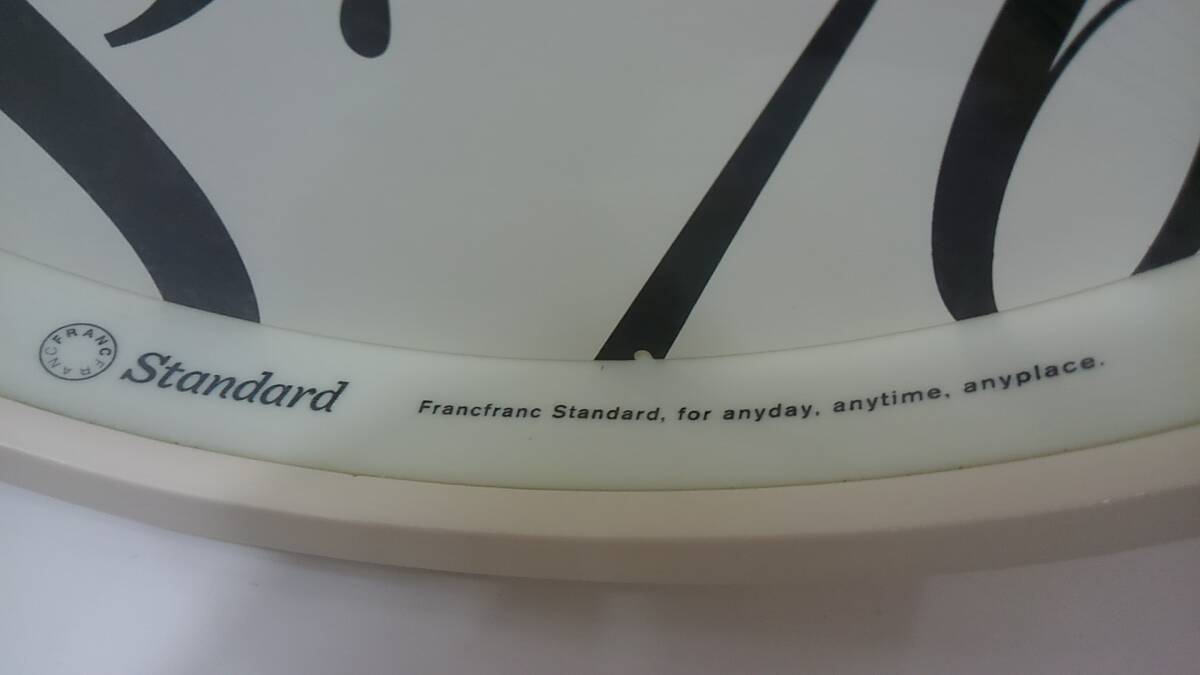 FRANCFRANC
Standard
Francfranc Standard, for anyday, anytime, anyplace.